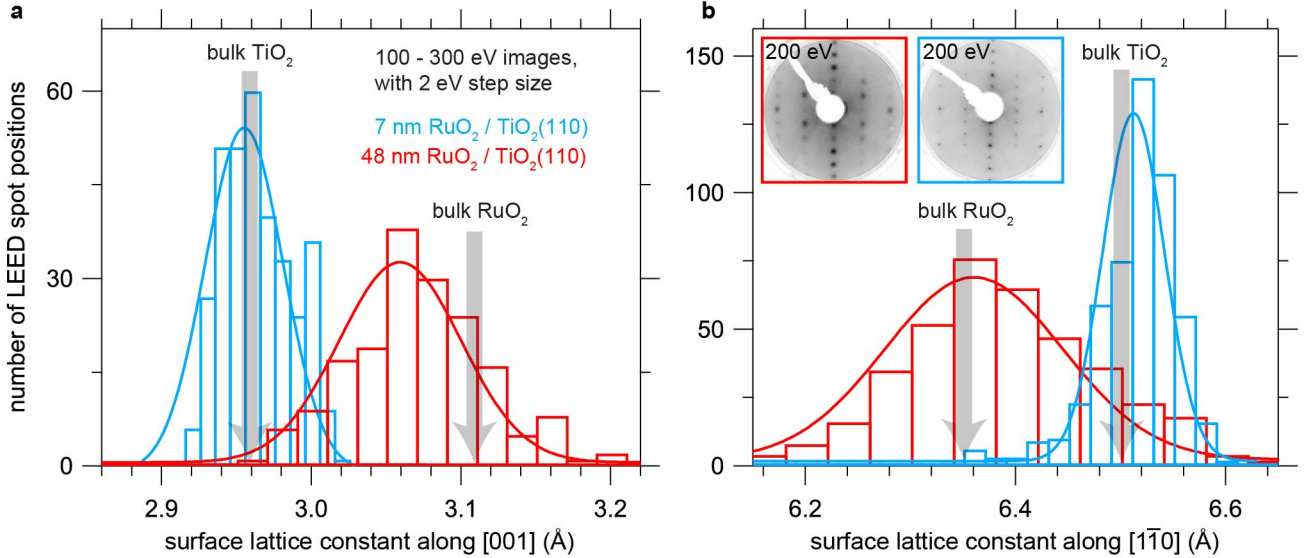 a
bulk TiO₂
100 - 300 eV images,
with 2 eV step size
7 nm RuO₂ / TiO₂(110)
48 nm RuO₂ / TiO₂(110)
bulk RuO₂
number of LEED spot positions
60
30
0
2.9
3.0
3.1
3.2
surface lattice constant along [001] (Å)
b
200 eV
200 eV
bulk TiO₂
bulk RuO₂
150
100
50
0
6.2
6.4
6.6
surface lattice constant along [11̅0] (Å)